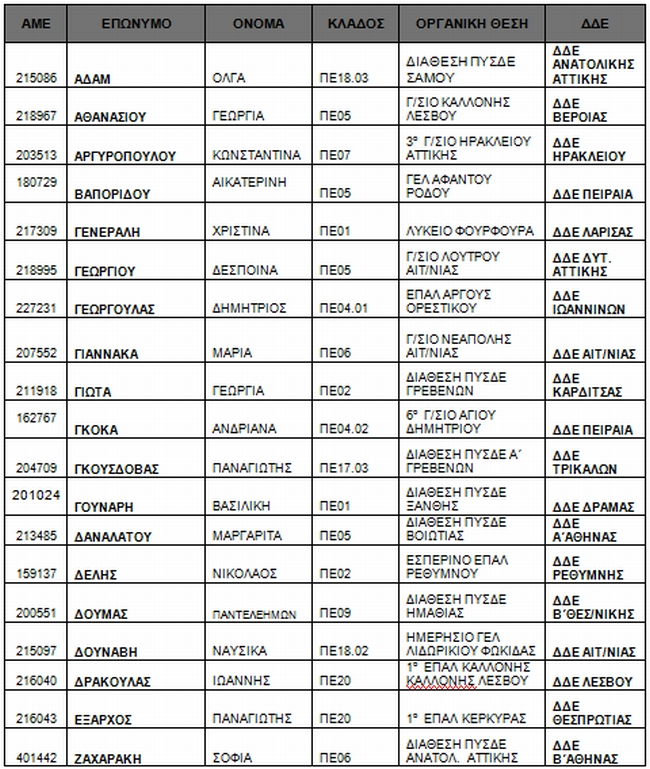 ΑΜΕ ΕΠΩΝΥΜΟ ΟΝΟΜΑ ΚΛΑΔΟΣ ΟΡΓΑΝΙΚΗ ΘΕΣΗ ΔΔΕ
215086 ΑΔΑΜ ΟΛΓΑ ΠΕ18.03 ΔΙΑΘΕΣΗ ΠΥΣΔΕ ΣΑΜΟΥ ΔΔΕ ΑΝΑΤΟΛΙΚΗΣ ΑΤΤΙΚΗΣ
218967 ΑΘΑΝΑΣΙΟΥ ΓΕΩΡΓΙΑ ΠΕ05 Γ/ΣΙΟ ΚΑΛΛΟΝΗΣ ΛΕΣΒΟΥ ΔΔΕ ΒΕΡΟΙΑΣ
203513 ΑΡΓΥΡΟΠΟΥΛΟΥ ΚΩΝΣΤΑΝΤΙΝΑ ΠΕ07 3º Γ/ΣΙΟ ΗΡΑΚΛΕΙΟΥ ΑΤΤΙΚΗΣ ΔΔΕ ΗΡΑΚΛΕΙΟΥ
180729 ΒΑΠΟΡΙΔΟΥ ΑΙΚΑΤΕΡΙΝΗ ΠΕ05 ΓΕΛ ΑΦΑΝΤΟΥ ΡΟΔΟΥ ΔΔΕ ΠΕΙΡΑΙΑ
217309 ΓΕΝΕΡΑΛΗ ΧΡΙΣΤΙΝΑ ΠΕ01 ΛΥΚΕΙΟ ΦΟΥΡΦΟΥΡΑ ΔΔΕ ΛΑΡΙΣΑΣ
218995 ΓΕΩΡΓΙΟΥ ΔΕΣΠΟΙΝΑ ΠΕ05 Γ/ΣΙΟ ΛΟΥΤΡΟΥ ΑΙΤ/ΝΙΑΣ ΔΔΕ ΔΥΤ. ΑΤΤΙΚΗΣ
227231 ΓΕΩΡΓΟΥΛΑΣ ΔΗΜΗΤΡΙΟΣ ΠΕ04.01 ΕΠΑΛ ΑΡΓΟΥΣ ΟΡΕΣΤΙΚΟΥ ΔΔΕ ΙΩΑΝΝΙΝΩΝ
207552 ΓΙΑΝΝΑΚΑ ΜΑΡΙΑ ΠΕ06 Γ/ΣΙΟ ΝΕΑΠΟΛΗΣ ΑΙΤ/ΝΙΑΣ ΔΔΕ ΑΙΤ/ΝΙΑΣ
211918 ΓΙΩΤΑ ΓΕΩΡΓΙΑ ΠΕ02 ΔΙΑΘΕΣΗ ΠΥΣΔΕ ΓΡΕΒΕΝΩΝ ΔΔΕ ΚΑΡΔΙΤΣΑΣ
162767 ΓΚΟΚΑ ΑΝΔΡΙΑΝΑ ΠΕ04.02 6º Γ/ΣΙΟ ΑΓΙΟΥ ΔΗΜΗΤΡΙΟΥ ΔΔΕ ΠΕΙΡΑΙΑ
204709 ΓΚΟΥΣΔΟΒΑΣ ΠΑΝΑΓΙΩΤΗΣ ΠΕ17.03 ΔΙΑΘΕΣΗ ΠΥΣΔΕ Α΄ ΓΡΕΒΕΝΩΝ ΔΔΕ ΤΡΙΚΑΛΩΝ
201024 ΓΟΥΝΑΡΗ ΒΑΣΙΛΙΚΗ ΠΕ01 ΔΙΑΘΕΣΗ ΠΥΣΔΕ ΞΑΝΘΗΣ ΔΔΕ ΔΡΑΜΑΣ
213485 ΔΑΝΑΛΑΤΟΥ ΜΑΡΓΑΡΙΤΑ ΠΕ05 ΔΙΑΘΕΣΗ ΠΥΣΔΕ ΒΟΙΩΤΙΑΣ ΔΔΕ Α΄ΑΘΗΝΑΣ
159137 ΔΕΛΗΣ ΝΙΚΟΛΑΟΣ ΠΕ02 ΕΣΠΕΡΙΝΟ ΕΠΑΛ ΡΕΘΥΜΝΟΥ ΔΔΕ ΡΕΘΥΜΝΗΣ
200551 ΔΟΥΜΑΣ ΠΑΝΤΕΛΕΗΜΩΝ ΠΕ09 ΔΙΑΘΕΣΗ ΠΥΣΔΕ ΗΜΑΘΙΑΣ ΔΔΕ Β΄ΘΕΣ/ΝΙΚΗΣ
215097 ΔΟΥΝΑΒΗ ΝΑΥΣΙΚΑ ΠΕ18.02 ΗΜΕΡΗΣΙΟ ΓΕΛ ΛΙΔΩΡΙΚΙΟΥ ΦΩΚΙΔΑΣ ΔΔΕ ΑΙΤ/ΝΙΑΣ
216040 ΔΡΑΚΟΥΛΑΣ ΙΩΑΝΝΗΣ ΠΕ20 1º ΕΠΑΛ ΚΑΛΛΟΝΗΣ ΚΑΛΛΟΝΗΣ ΛΕΣΒΟΥ ΔΔΕ ΛΕΣΒΟΥ
216043 ΕΞΑΡΧΟΣ ΠΑΝΑΓΙΩΤΗΣ ΠΕ20 1º ΕΠΑΛ ΚΕΡΚΥΡΑΣ ΔΔΕ ΘΕΣΠΡΩΤΙΑΣ
401442 ΖΑΧΑΡΑΚΗ ΣΟΦΙΑ ΠΕ06 ΔΙΑΘΕΣΗ ΠΥΣΔΕ ΑΝΑΤΟΛ. ΑΤΤΙΚΗΣ ΔΔΕ Β΄ΑΘΗΝΑΣ